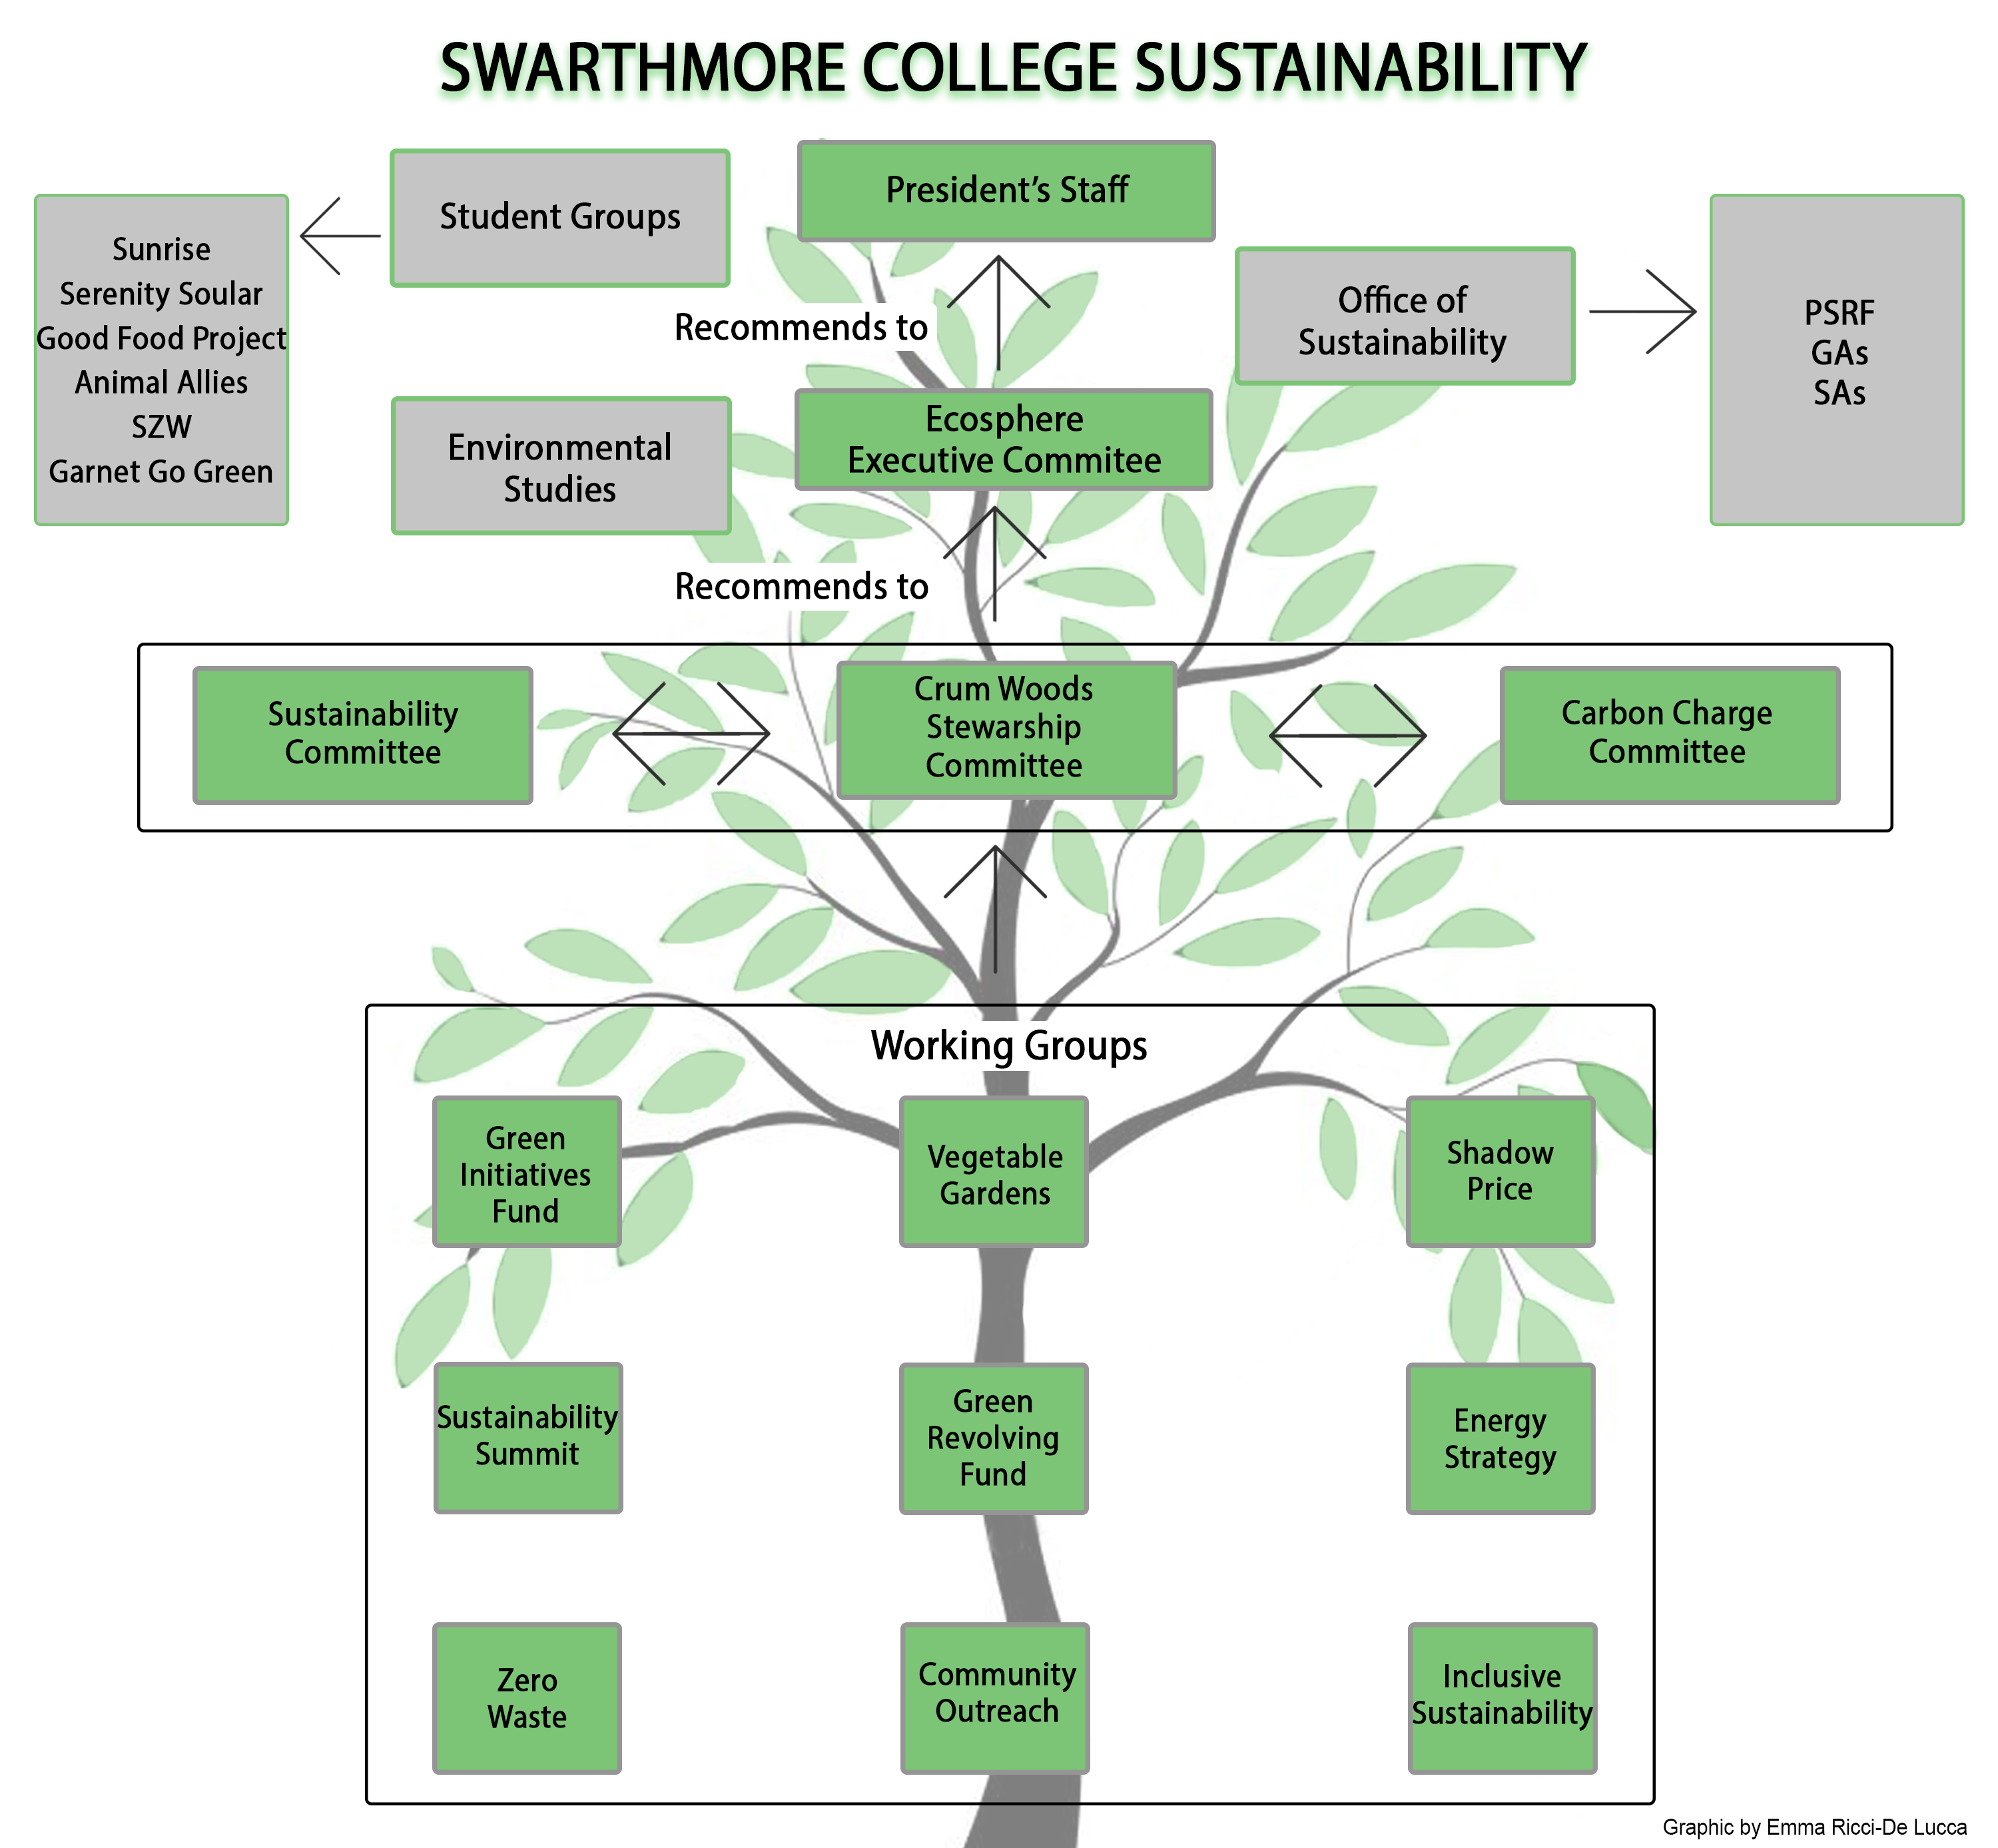 SWARTHMORE COLLEGE SUSTAINABILITY
Student Groups
Sunrise
Serenity Soular
Good Food Project
Animal Allies
SZW
Garnet Go Green
President's Staff
Office of
Sustainability
PSRF
GAs
SAs
Recommends to
Environmental
Studies
Ecosphere
Executive Commitee
Recommends to
Sustainability
Committee
Crum Woods
Stewarship
Committee
Carbon Charge
Committee
Working Groups
Green
Initiatives
Fund
Vegetable
Gardens
Shadow
Price
Sustainability
Summit
Green
Revolving
Fund
Energy
Strategy
Zero
Waste
Community
Outreach
Inclusive
Sustainability
Graphic by Emma Ricci-De Lucca